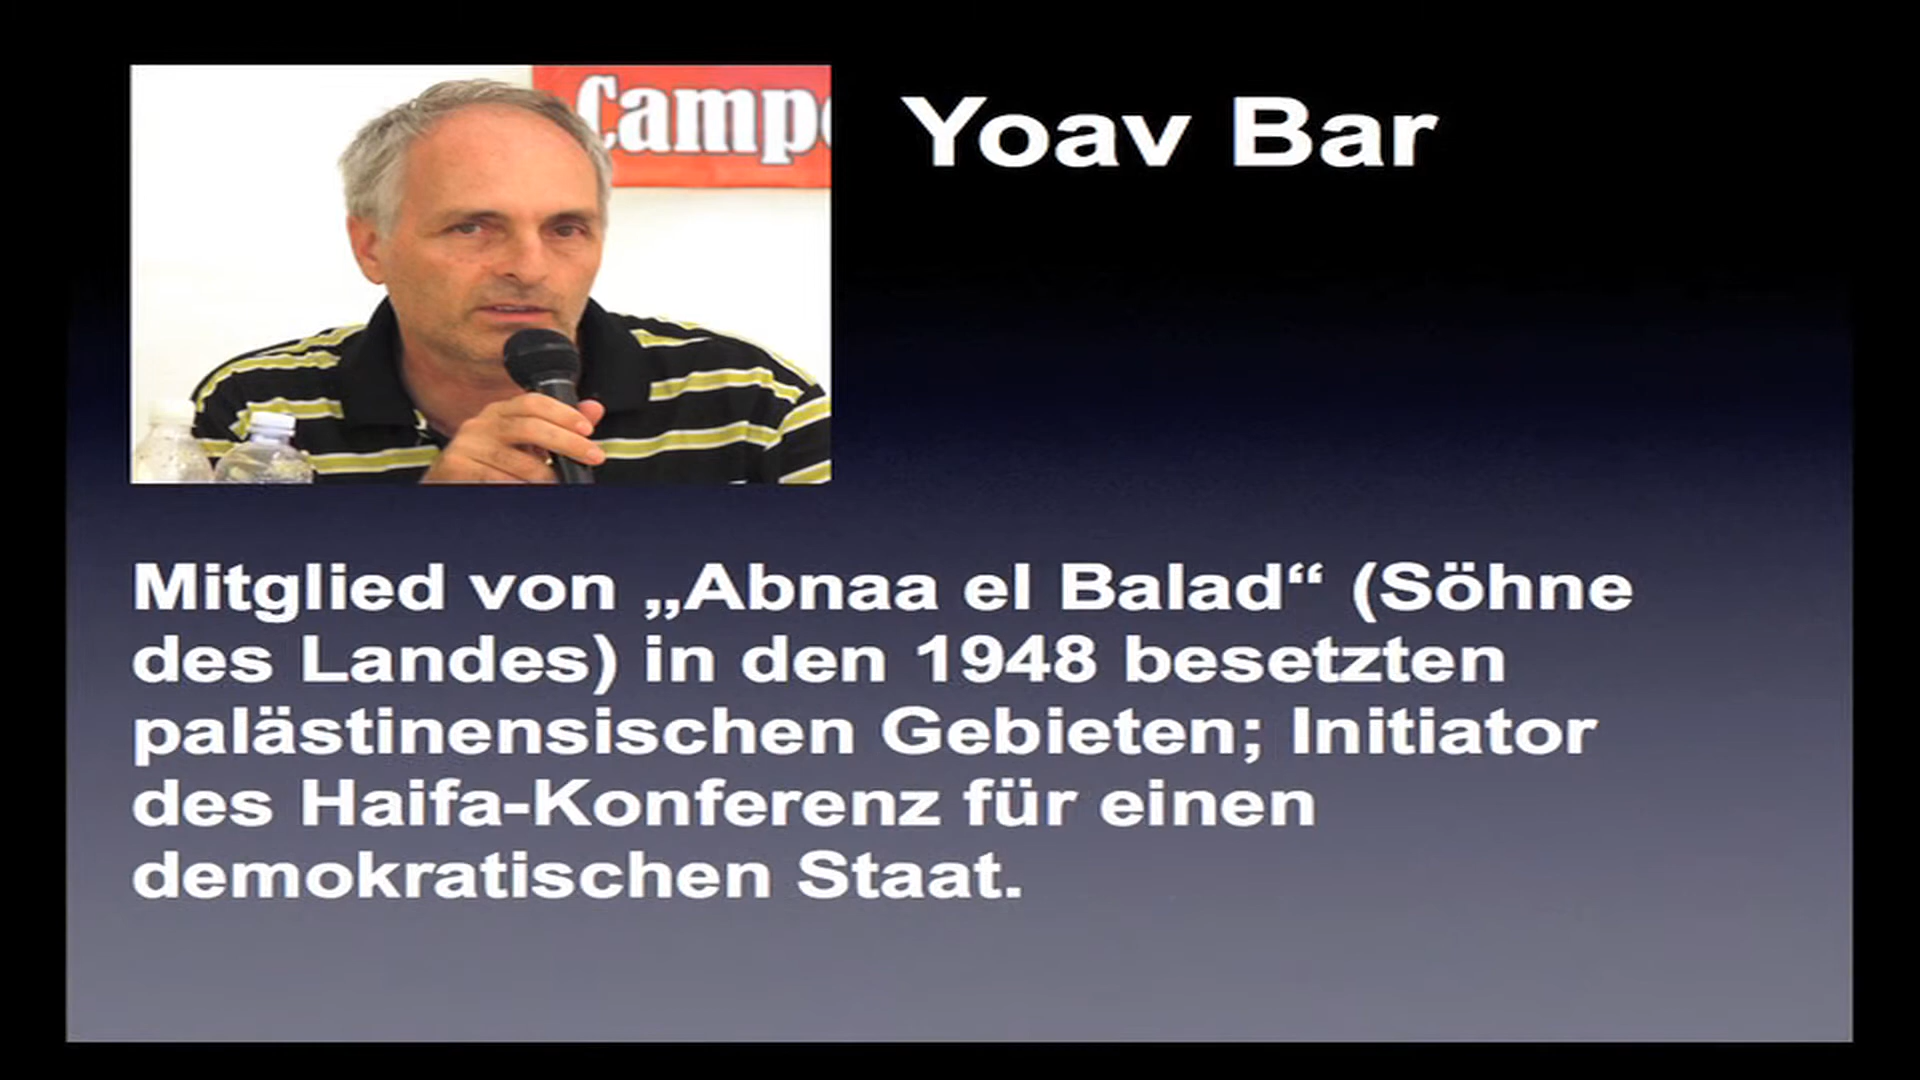 Campo
Yoav Bar
Mitglied von „Abnaa el Balad“ (Söhne
des Landes) in den 1948 besetzten
palästinensischen Gebieten; Initiator
des Haifa-Konferenz für einen
demokratischen Staat.